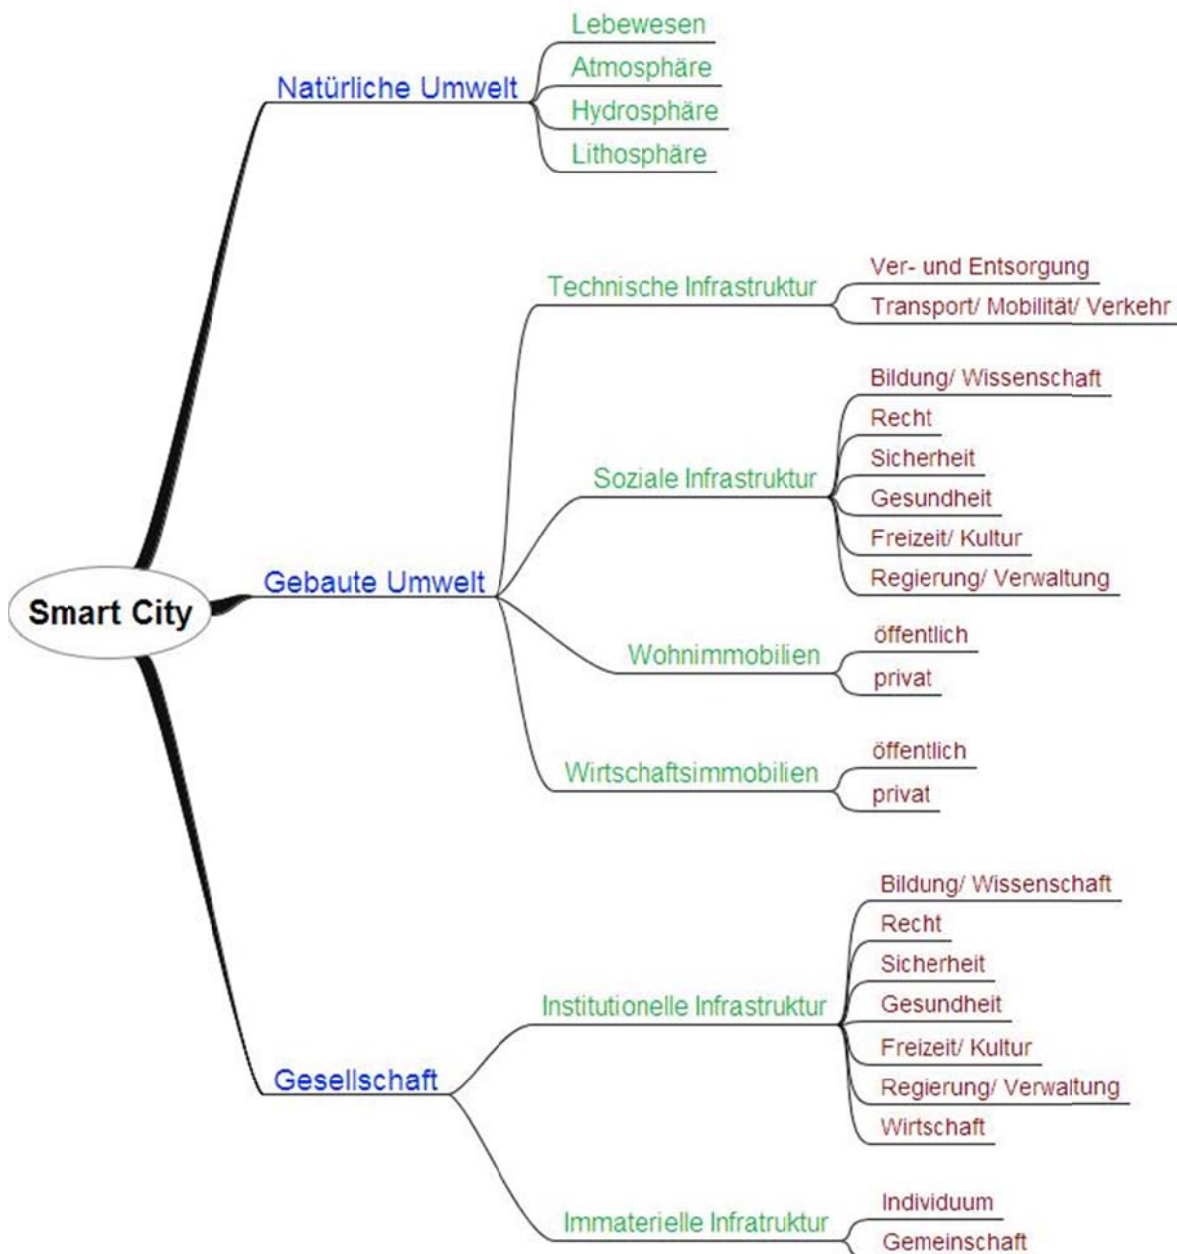 Smart City
Natürliche Umwelt
Lebewesen
Atmosphäre
Hydrosphäre
Lithosphäre
Gebaute Umwelt
Technische Infrastruktur
Ver- und Entsorgung
Transport/ Mobilität/ Verkehr
Soziale Infrastruktur
Bildung/ Wissenschaft
Recht
Sicherheit
Gesundheit
Freizeit/ Kultur
Regierung/ Verwaltung
Wohnimmobilien
öffentlich
privat
Wirtschaftsimmobilien
öffentlich
privat
Gesellschaft
Institutionelle Infrastruktur
Bildung/ Wissenschaft
Recht
Sicherheit
Gesundheit
Freizeit/ Kultur
Regierung/ Verwaltung
Wirtschaft
Immaterielle Infratruktur
Individuum
Gemeinschaft